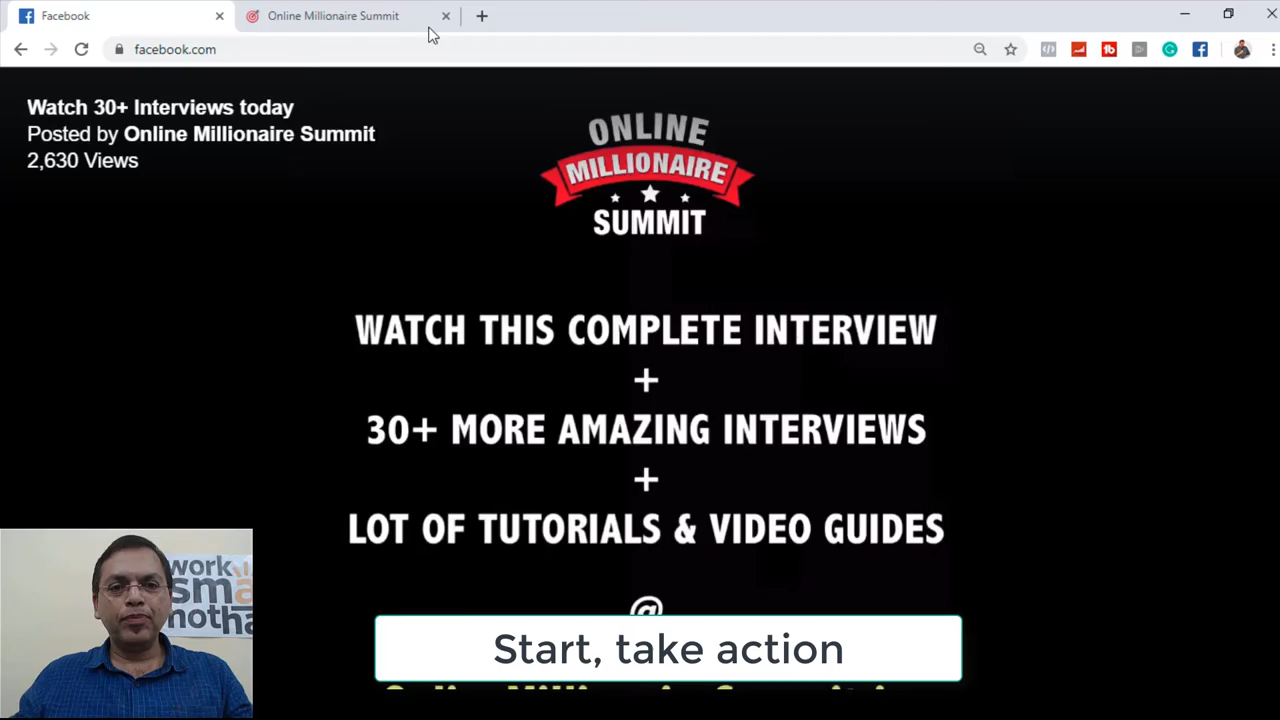 Facebook
Online Millionaire Summit
facebook.com
Watch 30+ Interviews today
Posted by Online Millionaire Summit
2,630 Views
ONLINE
MILLIONAIRE
SUMMIT
WATCH THIS COMPLETE INTERVIEW
+
30+ MORE AMAZING INTERVIEWS
+
LOT OF TUTORIALS & VIDEO GUIDES
@
work
Start, take action